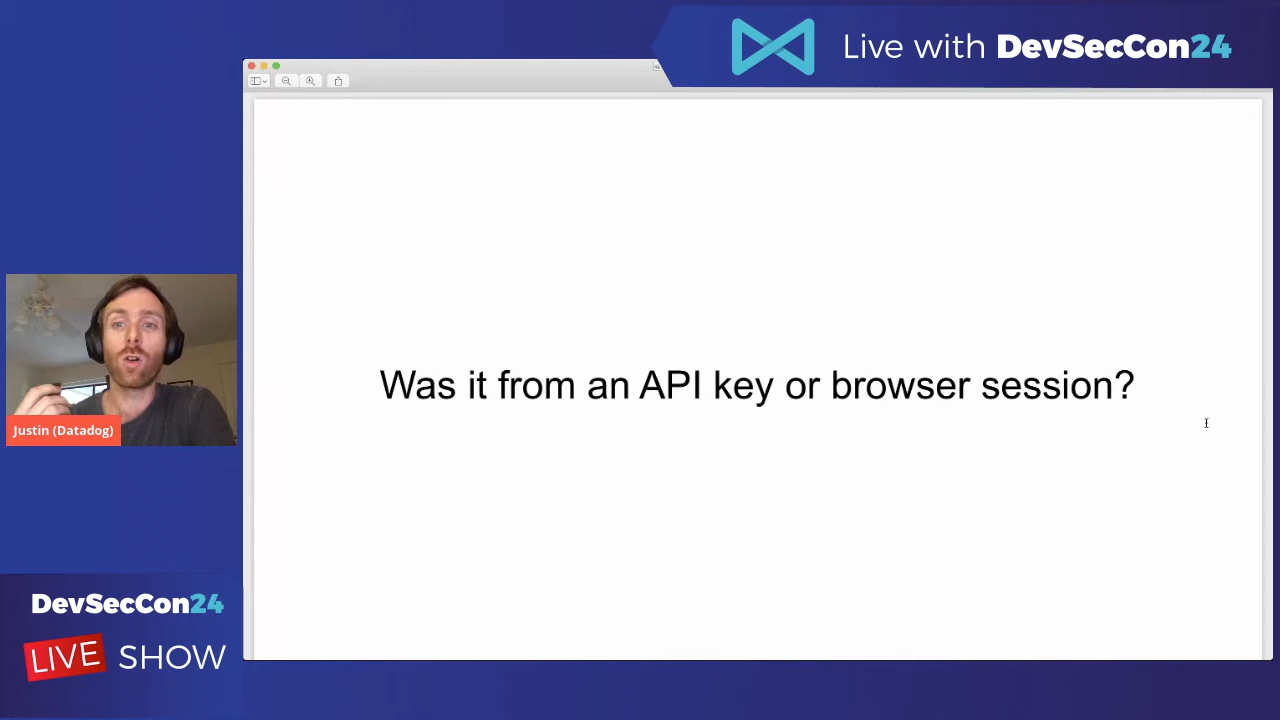 Live with DevSecCon24
Was it from an API key or browser session?
Justin (Datadog)
DevSecCon24
LIVE SHOW